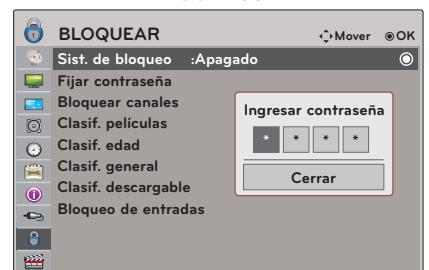 BLOQUEAR Mover OK
Sist. de bloqueo :Apagado
Fijar contraseña
Bloquear canales
Clasif. películas
Clasif. edad
Clasif. general
Clasif. descargable
Bloqueo de entradas
Ingresar contraseña
* * * *
Cerrar